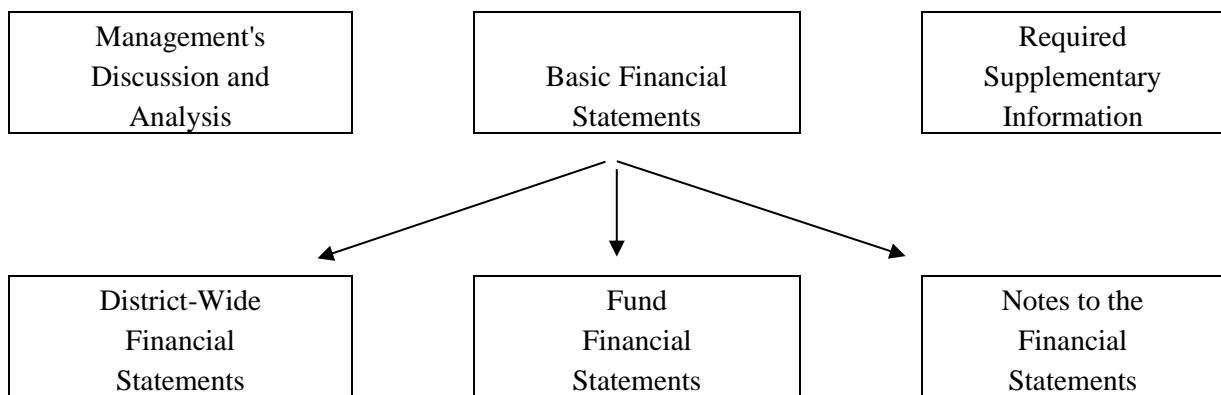 Management's
Discussion and
Analysis
Basic Financial
Statements
Required
Supplementary
Information
District-Wide
Financial
Statements
Fund
Financial
Statements
Notes to the
Financial
Statements